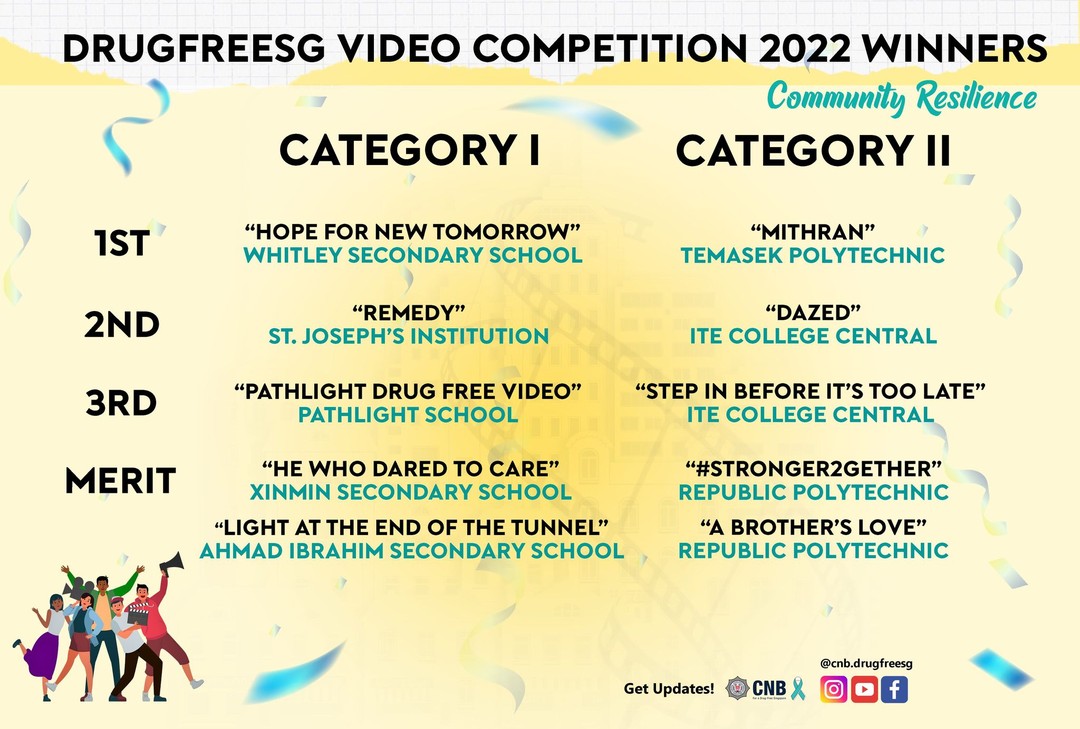 DRUGFREESG VIDEO COMPETITION 2022 WINNERS
Community Resilience
CATEGORY I
CATEGORY II
1ST
“HOPE FOR NEW TOMORROW”
WHITLEY SECONDARY SCHOOL
“MITHRAN”
TEMASEK POLYTECHNIC
2ND
“REMEDY”
ST. JOSEPH’S INSTITUTION
“DAZED”
ITE COLLEGE CENTRAL
3RD
“PATHLIGHT DRUG FREE VIDEO”
PATHLIGHT SCHOOL
“STEP IN BEFORE IT’S TOO LATE”
ITE COLLEGE CENTRAL
MERIT
“HE WHO DARED TO CARE”
XINMIN SECONDARY SCHOOL
“#STRONGER2GETHER”
REPUBLIC POLYTECHNIC
“LIGHT AT THE END OF THE TUNNEL”
AHMAD IBRAHIM SECONDARY SCHOOL
“A BROTHER’S LOVE”
REPUBLIC POLYTECHNIC
@cnb.drugfreesg
Get Updates!
CNB